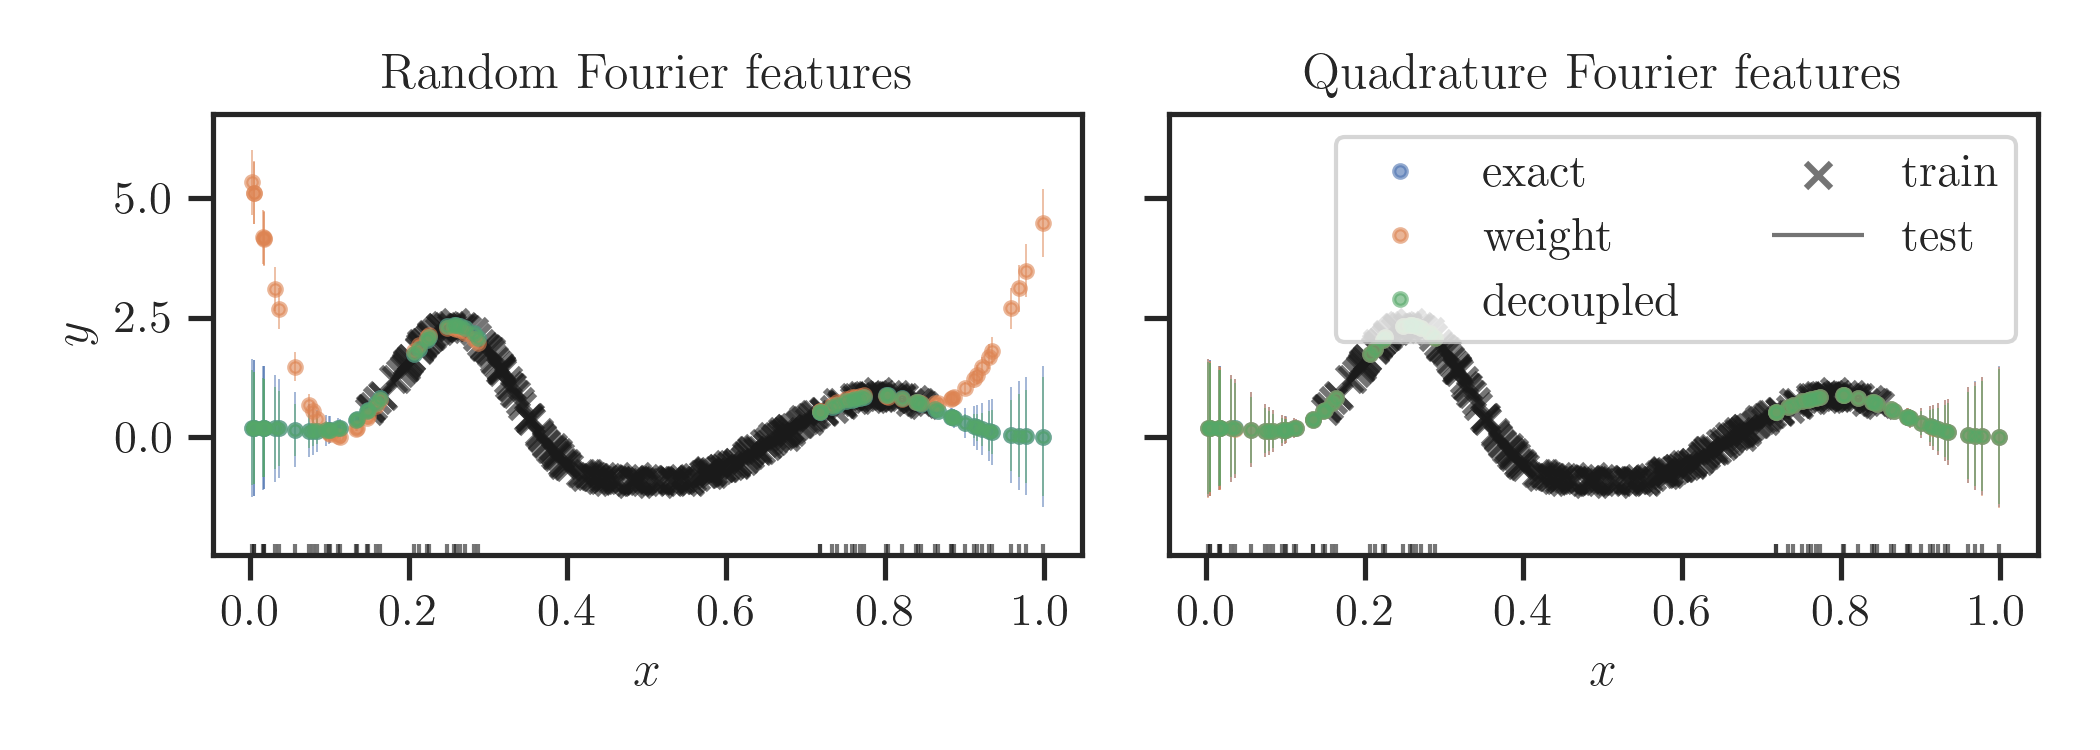 Random Fourier features
Quadrature Fourier features
exact
weight
decoupled
train
test
y
5.0
2.5
0.0
0.0 0.2 0.4 0.6 0.8 1.0
x
0.0 0.2 0.4 0.6 0.8 1.0
x